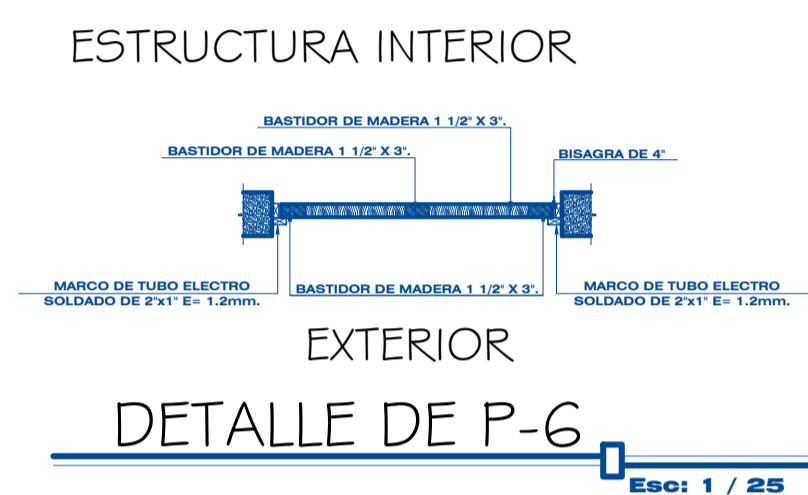 ESTRUCTURA INTERIOR
BASTIDOR DE MADERA 1 1/2" X 3".
BASTIDOR DE MADERA 1 1/2" X 3".
BISAGRA DE 4"
MARCO DE TUBO ELECTRO
SOLDADO DE 2"x1" E= 1.2mm.
BASTIDOR DE MADERA 1 1/2" X 3".
MARCO DE TUBO ELECTRO
SOLDADO DE 2"x1" E= 1.2mm.
EXTERIOR
DETALLE DE P-6
Esc: 1 / 25